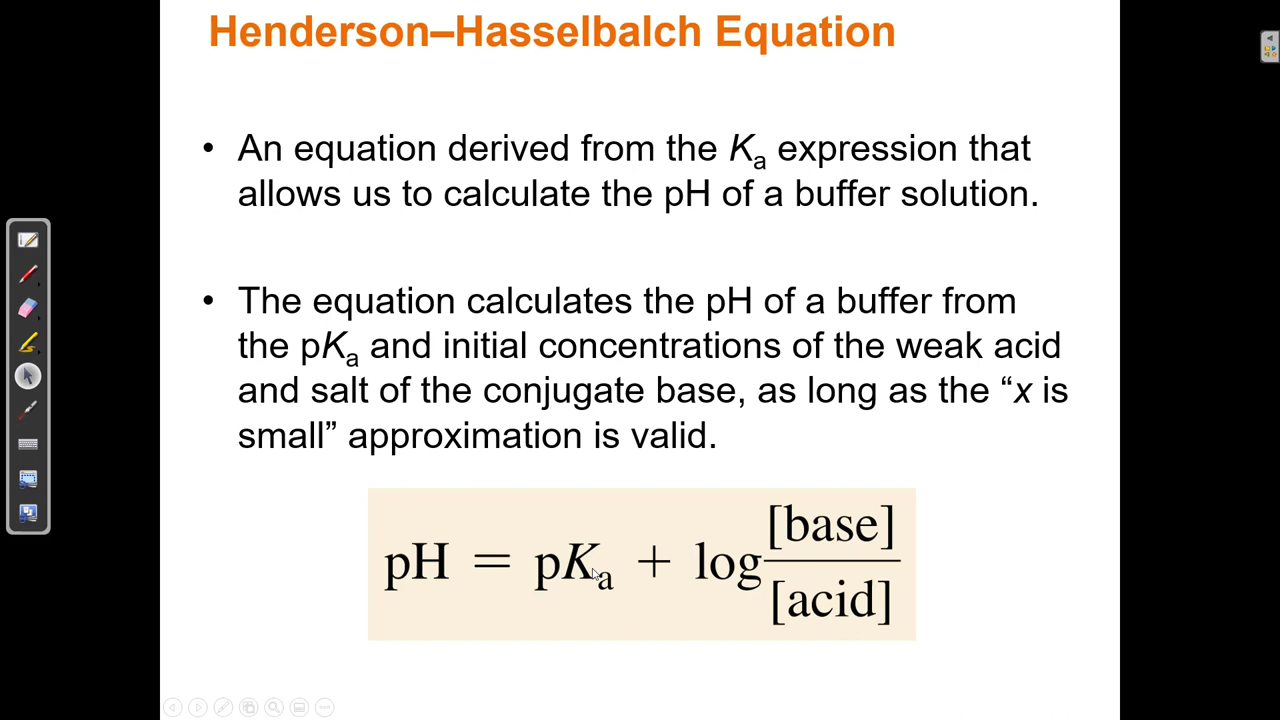 Henderson–Hasselbalch Equation
• An equation derived from the Ka expression that
allows us to calculate the pH of a buffer solution.
• The equation calculates the pH of a buffer from
the pKa and initial concentrations of the weak acid
and salt of the conjugate base, as long as the “x is
small” approximation is valid.
pH = pKa + log [base]/[acid]